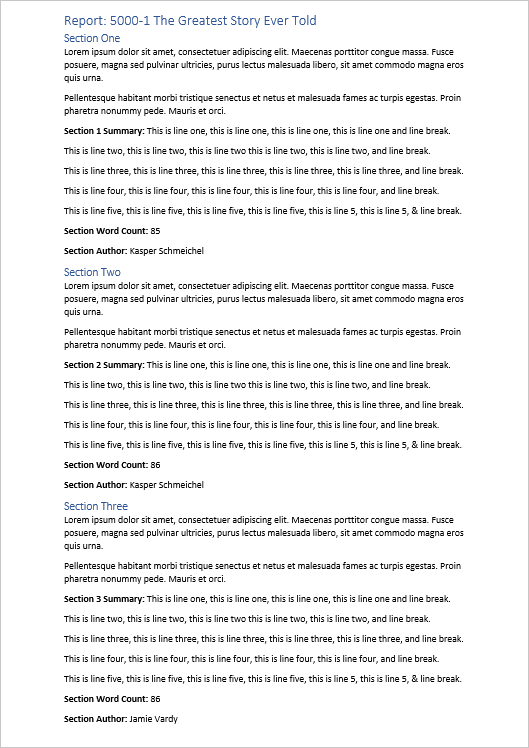 Report: 5000-1 The Greatest Story Ever Told
Section One
Lorem ipsum dolor sit amet, consectetuer adipiscing elit. Maecenas porttitor congue massa. Fusce
posuere, magna sed pulvinar ultricies, purus lectus malesuada libero, sit amet commodo magna eros
quis urna.
Pellentesque habitant morbi tristique senectus et netus et malesuada fames ac turpis egestas. Proin
pharetra nonummy pede. Mauris et orci.
Section 1 Summary: This is line one, this is line one, this is line one, this is line one and line break.
This is line two, this is line two, this is line two this is line two, this is line two, and line break.
This is line three, this is line three, this is line three, this is line three, this is line three, and line break.
This is line four, this is line four, this is line four, this is line four, this is line four, and line break.
This is line five, this is line five, this is line five, this is line 5, this is line 5, & line break.
Section Word Count: 85
Section Author: Kasper Schmeichel
Section Two
Lorem ipsum dolor sit amet, consectetuer adipiscing elit. Maecenas porttitor congue massa. Fusce
posuere, magna sed pulvinar ultricies, purus lectus malesuada libero, sit amet commodo magna eros
quis urna.
Pellentesque habitant morbi tristique senectus et netus et malesuada fames ac turpis egestas. Proin
pharetra nonummy pede. Mauris et orci.
Section 2 Summary: This is line one, this is line one, this is line one, this is line one and line break.
This is line two, this is line two, this is line two this is line two, this is line two, and line break.
This is line three, this is line three, this is line three, this is line three, this is line three, and line break.
This is line four, this is line four, this is line four, this is line four, this is line four, and line break.
This is line five, this is line five, this is line five, this is line 5, this is line 5, & line break.
Section Word Count: 86
Section Author: Kasper Schmeichel
Section Three
Lorem ipsum dolor sit amet, consectetuer adipiscing elit. Maecenas porttitor congue massa. Fusce
posuere, magna sed pulvinar ultricies, purus lectus malesuada libero, sit amet commodo magna eros
quis urna.
Pellentesque habitant morbi tristique senectus et netus et malesuada fames ac turpis egestas. Proin
pharetra nonummy pede. Mauris et orci.
Section 3 Summary: This is line one, this is line one, this is line one, this is line one and line break.
This is line two, this is line two, this is line two this is line two, this is line two, and line break.
This is line three, this is line three, this is line three, this is line three, this is line three, and line break.
This is line four, this is line four, this is line four, this is line four, this is line four, and line break.
This is line five, this is line five, this is line five, this is line 5, this is line 5, & line break.
Section Word Count: 86
Section Author: Jamie Vardy